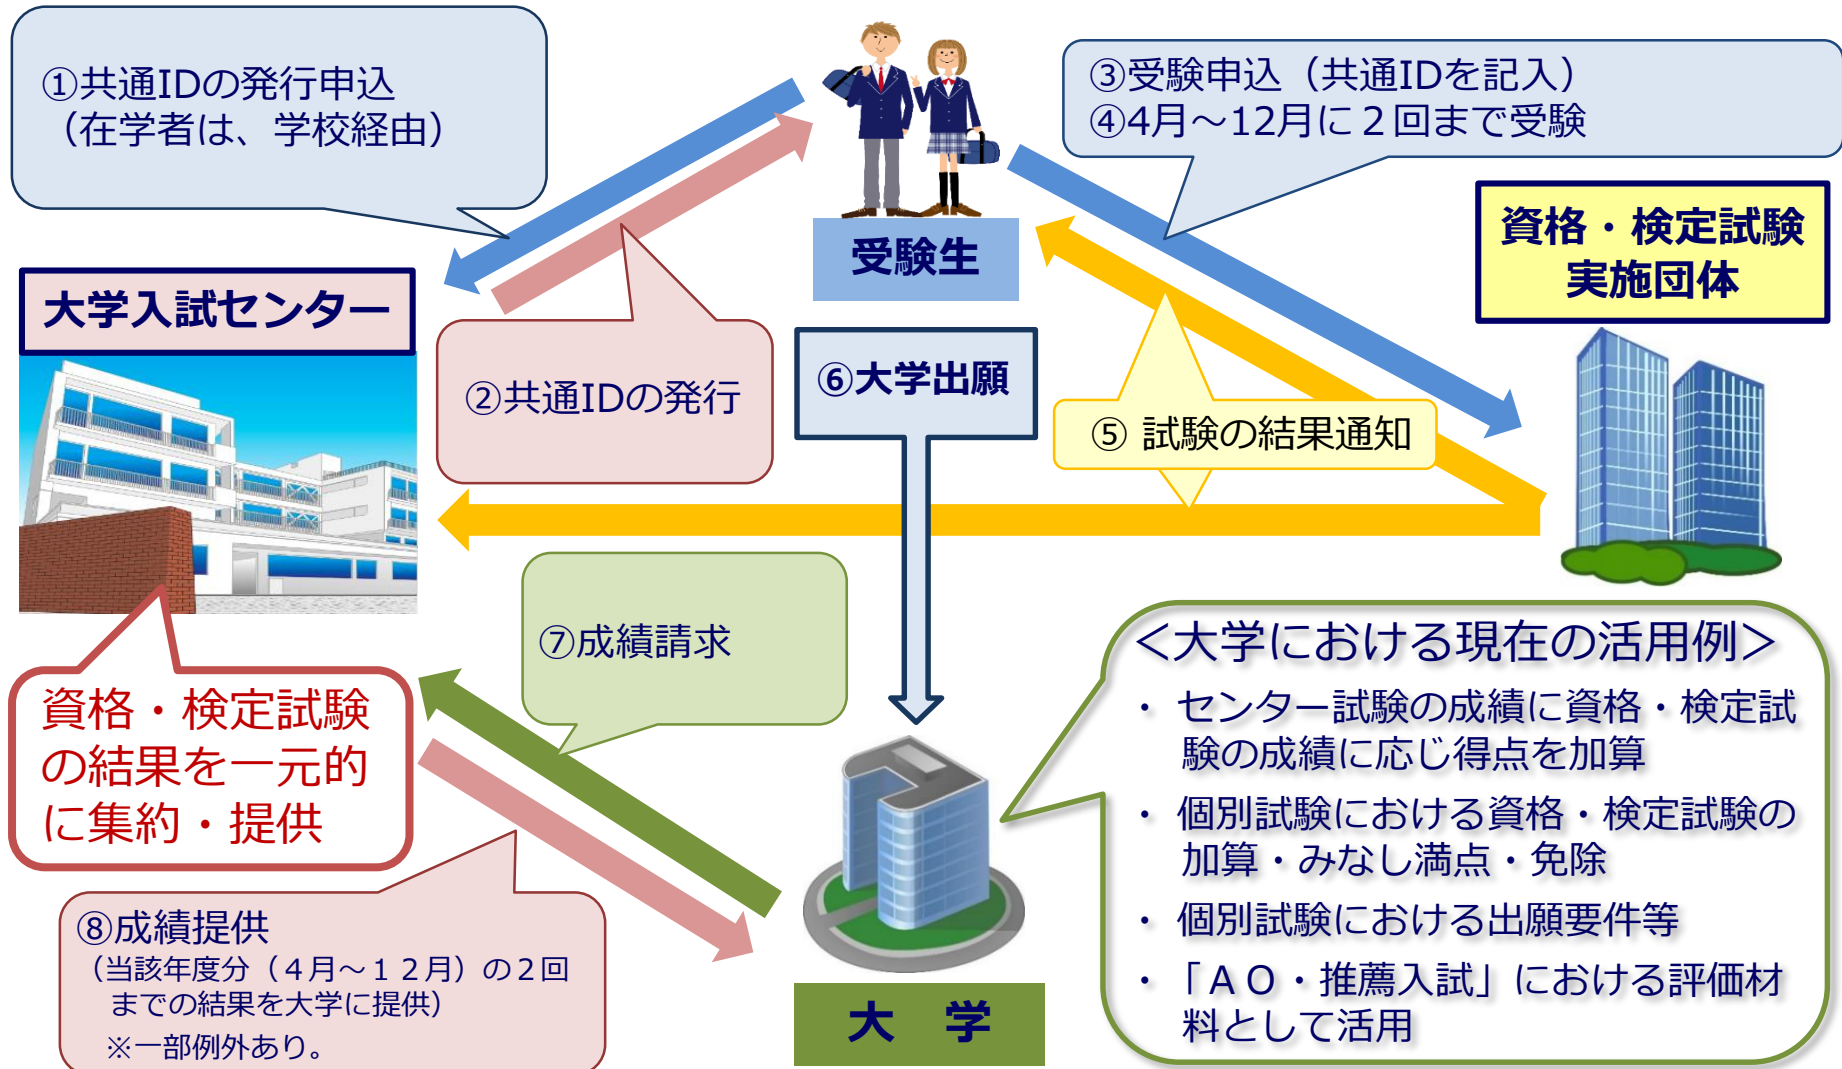 ①共通IDの発行申込
（在学者は、学校経由）
③受験申込（共通IDを記入）
④4月～12月に２回まで受験
受験生
資格・検定試験
実施団体
大学入試センター
②共通IDの発行
⑥大学出願
⑤ 試験の結果通知
⑦成績請求
資格・検定試験
の結果を一元的
に集約・提供
⑧成績提供
（当該年度分（４月～１２月）の２回
までの結果を大学に提供）
※一部例外あり。
大　学
＜大学における現在の活用例＞
・ センター試験の成績に資格・検定試
験の成績に応じ得点を加算
・ 個別試験における資格・検定試験の
加算・みなし満点・免除
・ 個別試験における出願要件等
・ 「ＡＯ・推薦入試」における評価材
料として活用